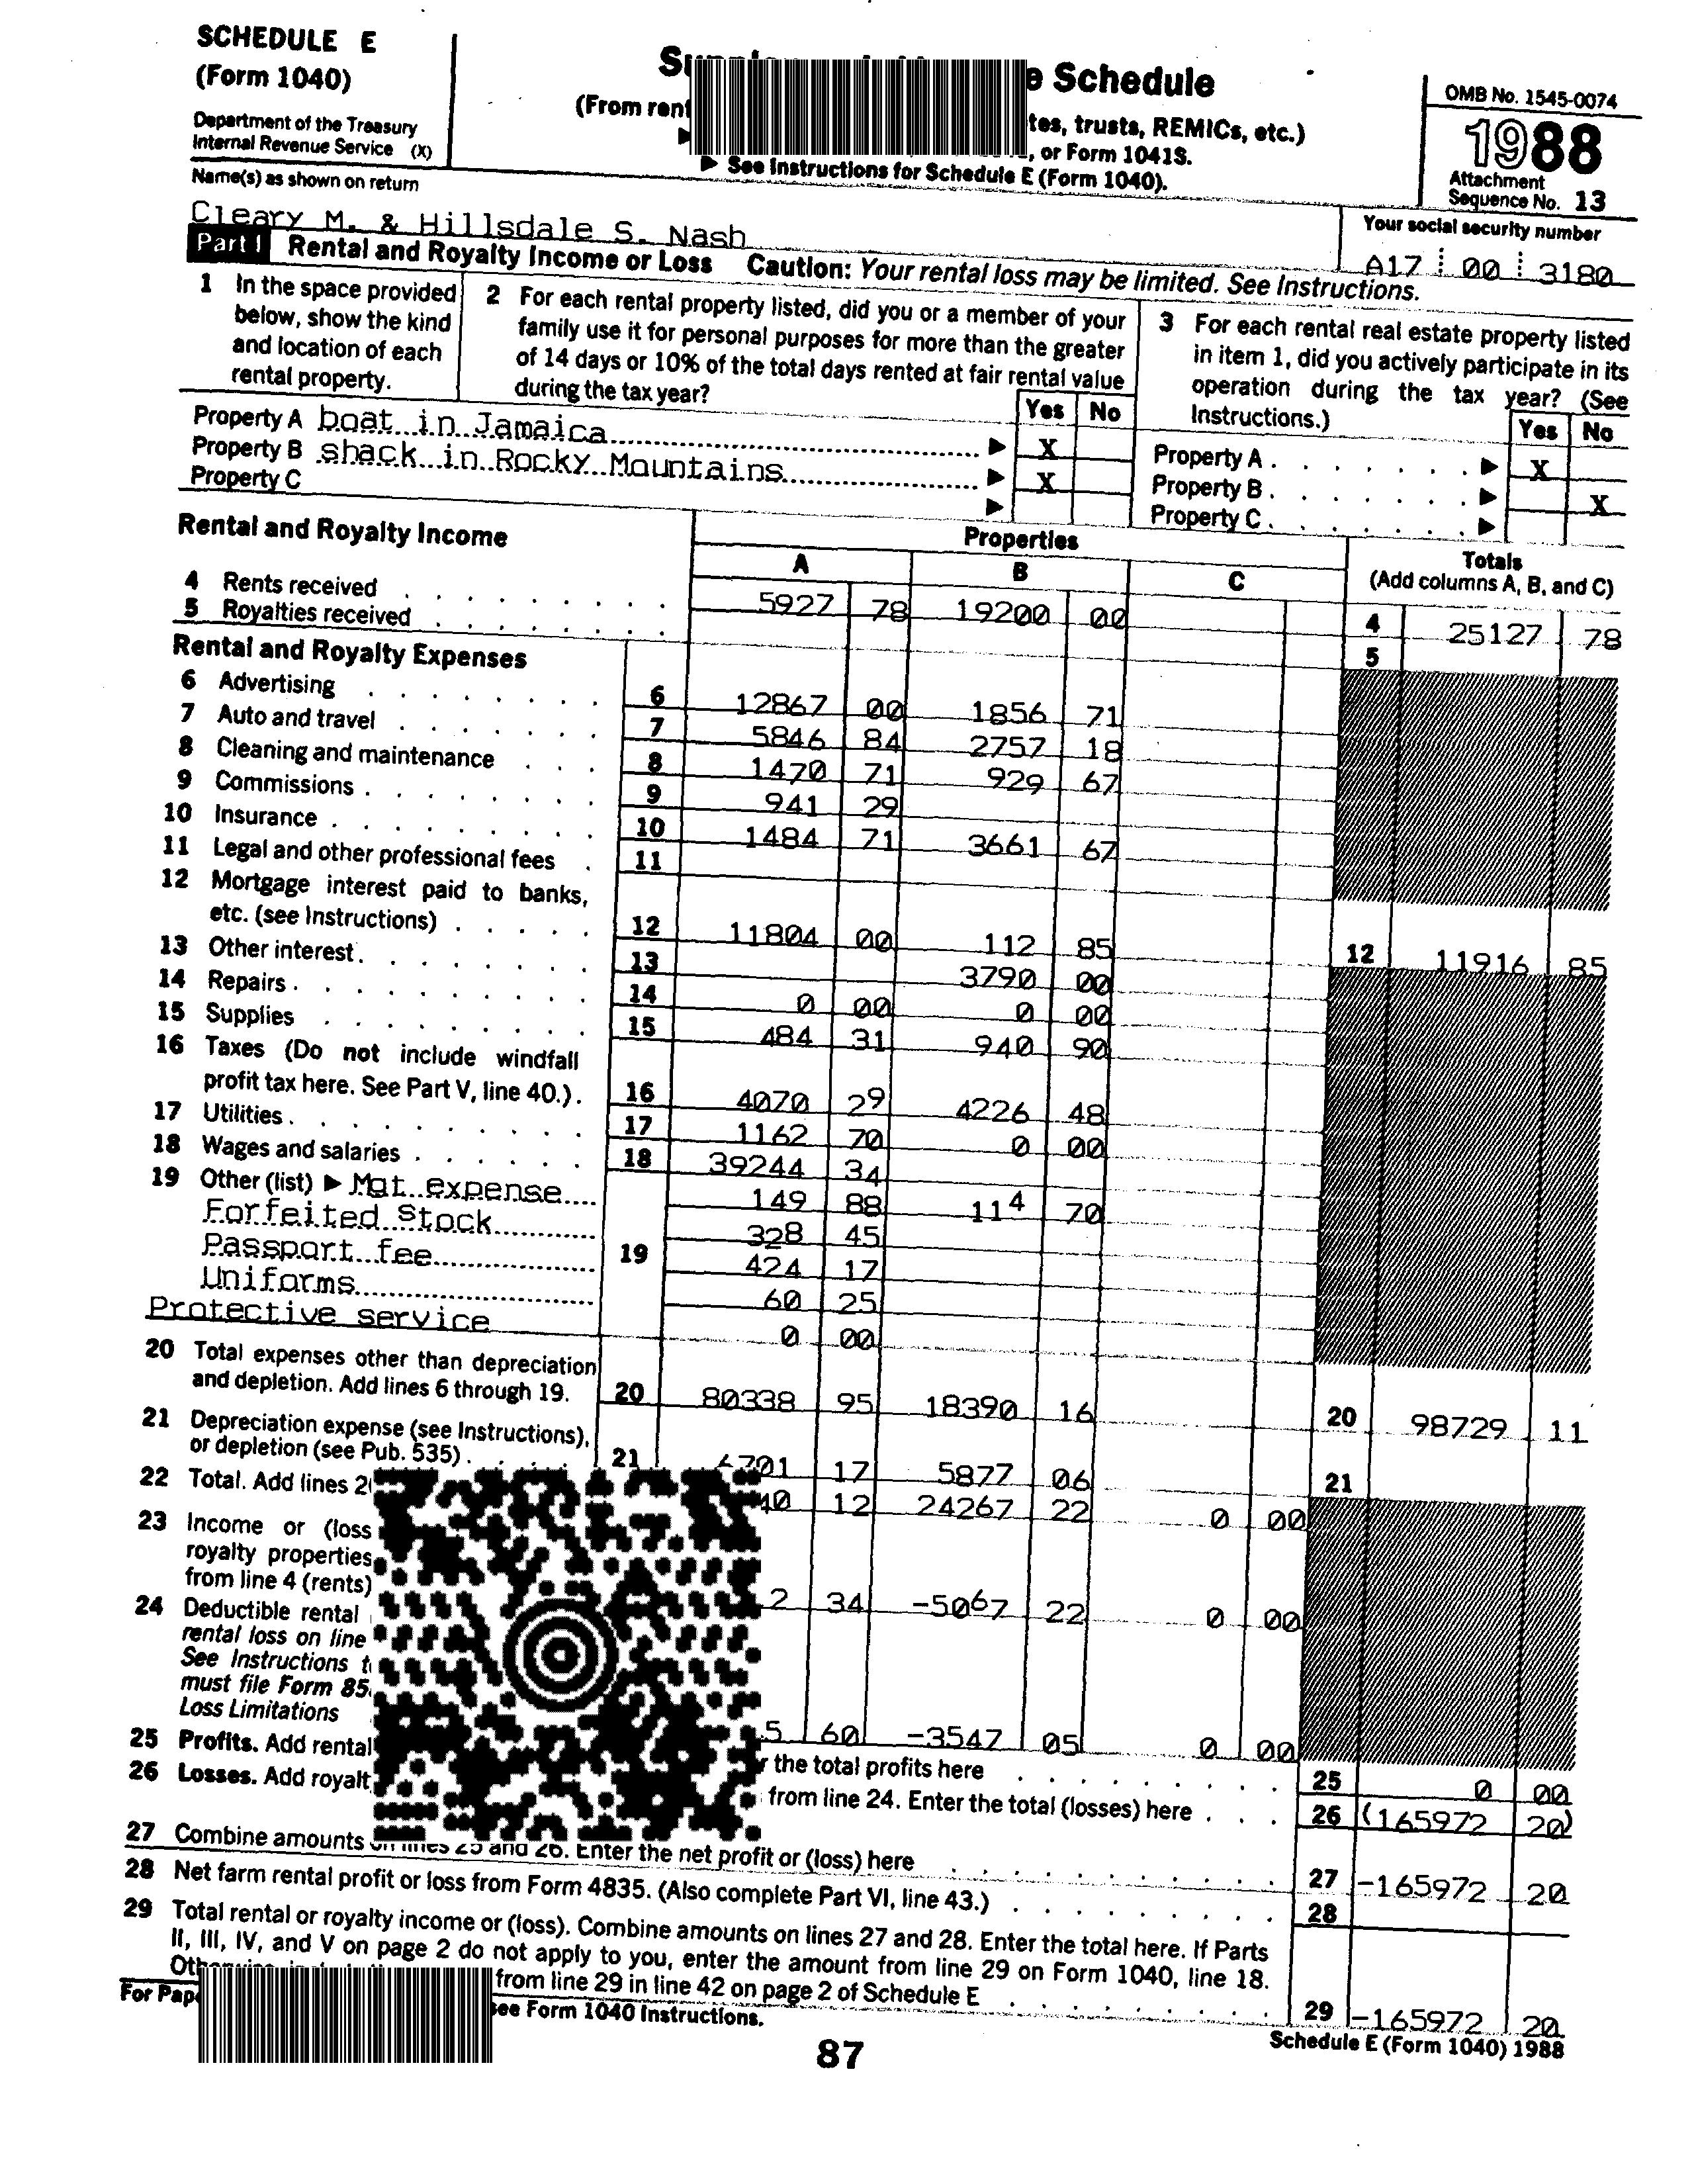 SCHEDULE E
(Form 1040)
Department of the Treasury
Internal Revenue Service (X)
e Schedule
(From rent
tes, trusts, REMICs, etc.)
, or Form 1041S.
▶ See Instructions for Schedule E (Form 1040).
OMB No. 1545-0074
1988
Attachment
Sequence No. 13
Name(s) as shown on return
Cleary M. & Hillsdale S. Nash
Your social security number
A17 00 3180
Part I Rental and Royalty Income or Loss Caution: Your rental loss may be limited. See Instructions.
1 In the space provided
below, show the kind
and location of each
rental property.
2 For each rental property listed, did you or a member of your
family use it for personal purposes for more than the greater
of 14 days or 10% of the total days rented at fair rental value
during the tax year?
3 For each rental real estate property listed
in item 1, did you actively participate in its
operation during the tax year? (See
Instructions.)
Yes No
Yes No
Property A boat in Jamaica ▶ X
Property B shack in Rocky Mountains ▶ X
Property C ▶
Property A. ▶ X
Property B. ▶ X
Property C. ▶
Rental and Royalty Income
Properties
A B C
Totals
(Add columns A, B, and C)
4 Rents received 5927 78 19200 00 4 25127 78
5 Royalties received 5
Rental and Royalty Expenses
6 Advertising 6 12867 00 1856 71
7 Auto and travel 7 5846 84 2757 18
8 Cleaning and maintenance 8 1470 71 929 67
9 Commissions 9 941 29
10 Insurance 10 1484 71 3661 67
11 Legal and other professional fees 11
12 Mortgage interest paid to banks,
etc. (see Instructions) 12 11804 00 112 85 12 11916 85
13 Other interest 13 3790 00
14 Repairs 14 0 00 0 00
15 Supplies 15 484 31 940 90
16 Taxes (Do not include windfall
profit tax here. See Part V, line 40.) 16 4070 29 4226 48
17 Utilities 17 1162 70 0 00
18 Wages and salaries 18 39244 34
19 Other (list) ▶ Mgt expense 149 88 114 70
Forfeited stock 328 45
Passport fee 19 424 17
Uniforms 60 25
Protective service 0 00
20 Total expenses other than depreciation
and depletion. Add lines 6 through 19. 20 80338 95 18390 16 20 98729 11
21 Depreciation expense (see Instructions),
or depletion (see Pub. 535) 21 6701 17 5877 06 21
22 Total. Add lines 40 12 24267 22 0 00
23 Income or (loss
royalty properties
from line 4 (rents) 2 34 -5067 22 0 00
24 Deductible rental
rental loss on line
See Instructions
must file Form 85
Loss Limitations 5 60 -3547 05 0 00
25 Profits. Add rental the total profits here 25 0 00
26 Losses. Add royalt from line 24. Enter the total (losses) here 26 (165972 20)
27 Combine amounts on lines 25 and 26. Enter the net profit or (loss) here 27 -165972 20
28 Net farm rental profit or loss from Form 4835. (Also complete Part VI, line 43.) 28
29 Total rental or royalty income or (loss). Combine amounts on lines 27 and 28. Enter the total here. If Parts
II, III, IV, and V on page 2 do not apply to you, enter the amount from line 29 on Form 1040, line 18.
from line 29 in line 42 on page 2 of Schedule E 29 -165972 20
For Pap see Form 1040 Instructions.
87
Schedule E (Form 1040) 1988